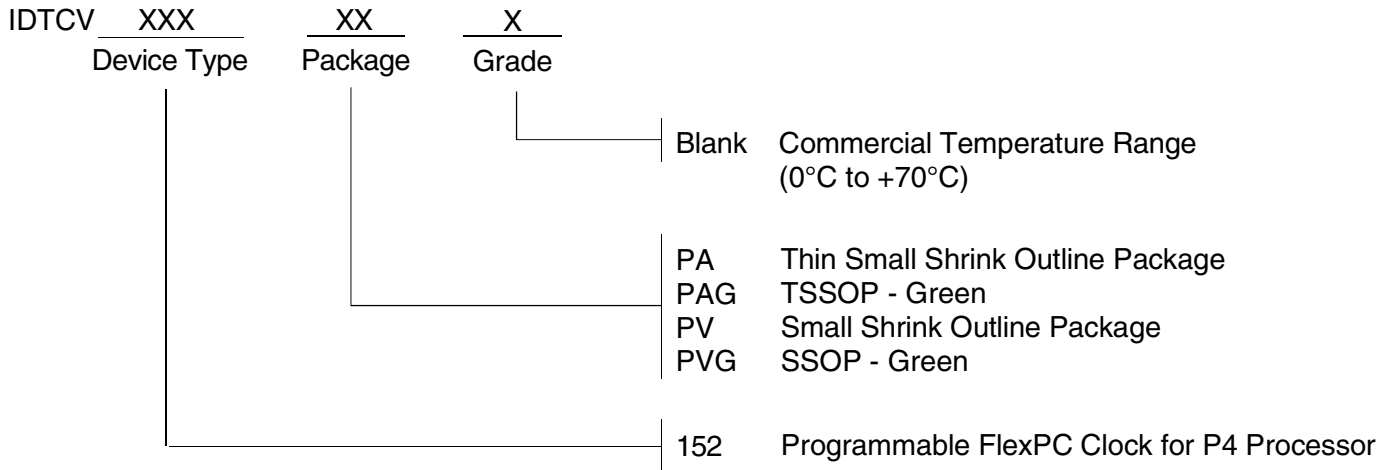 IDTCV XXX XX X
Device Type Package Grade
Blank Commercial Temperature Range
(0°C to +70°C)
PA Thin Small Shrink Outline Package
PAG TSSOP - Green
PV Small Shrink Outline Package
PVG SSOP - Green
152 Programmable FlexPC Clock for P4 Processor